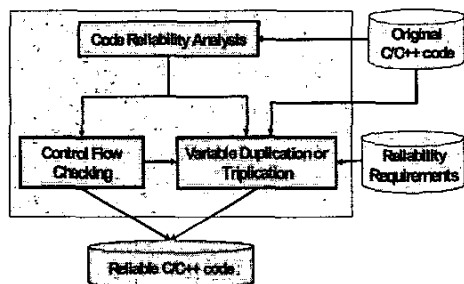 Code Reliability Analysis
Original
C/C++ code
Control Flow
Checking
Variable Duplication or
Triplication
Reliability
Requirements
Reliable C/C++ code